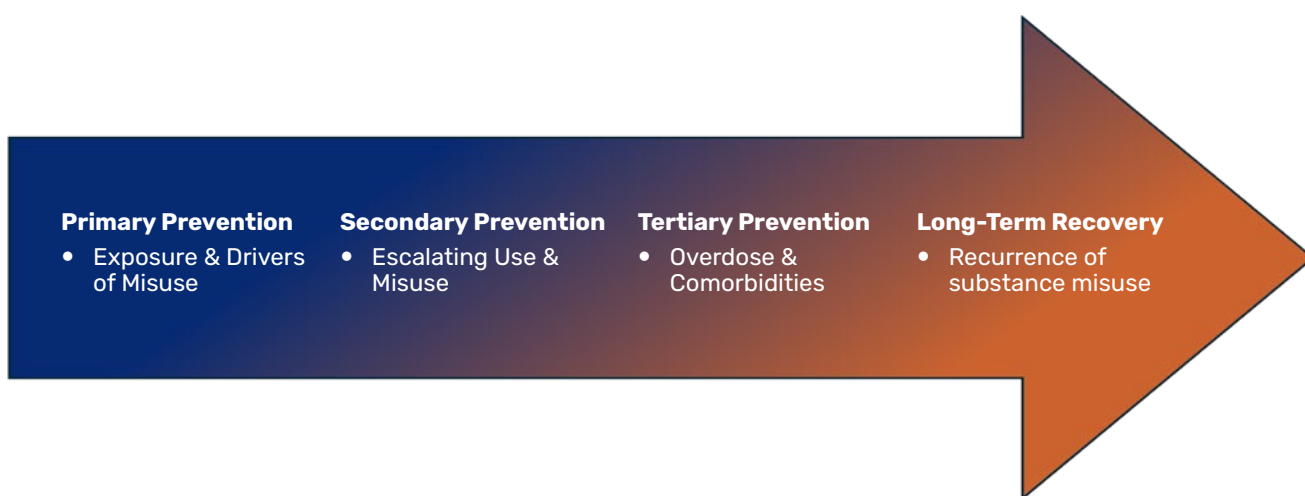 Primary Prevention
• Exposure & Drivers
of Misuse
Secondary Prevention
• Escalating Use &
Misuse
Tertiary Prevention
• Overdose &
Comorbidities
Long-Term Recovery
• Recurrence of
substance misuse